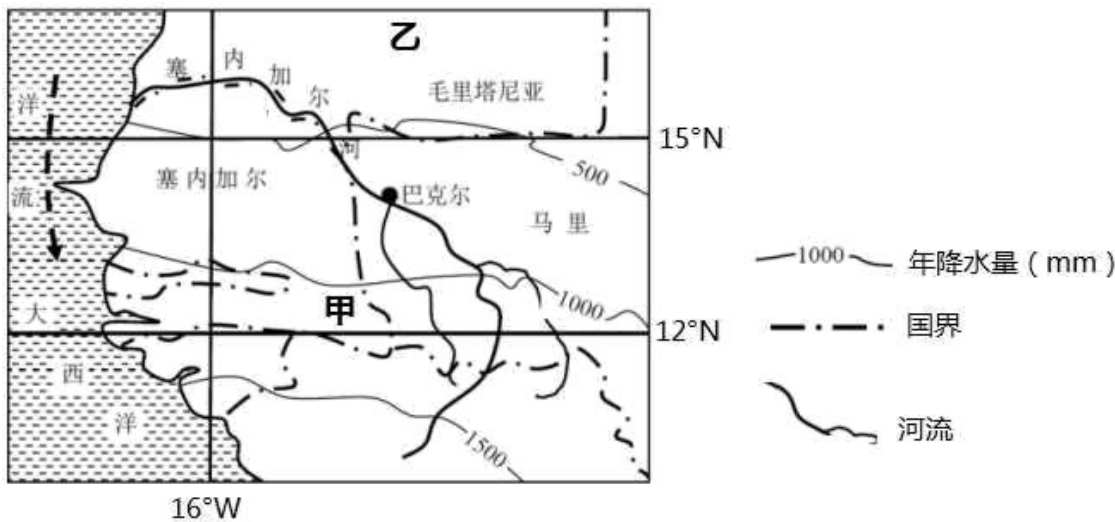 乙
塞内加尔河
毛里塔尼亚
15°N
500
塞内加尔
巴克尔
马里
洋流
甲
1000
12°N
大西洋
1500
16°W
1000 年降水量（mm）
国界
河流